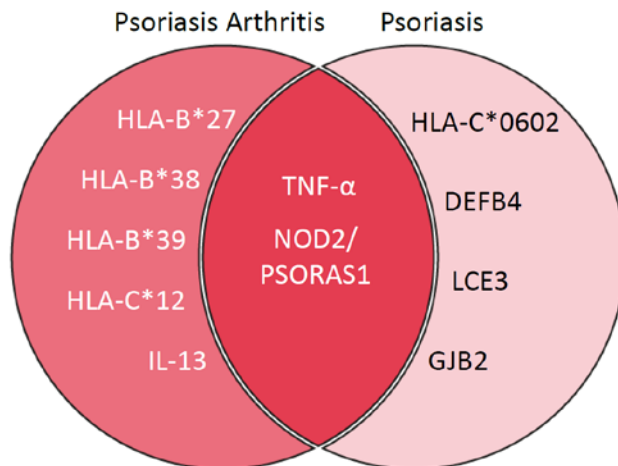 Psoriasis Arthritis
Psoriasis
HLA-B*27
HLA-B*38
HLA-B*39
HLA-C*12
IL-13
TNF-α
NOD2/
PSORAS1
HLA-C*0602
DEFB4
LCE3
GJB2